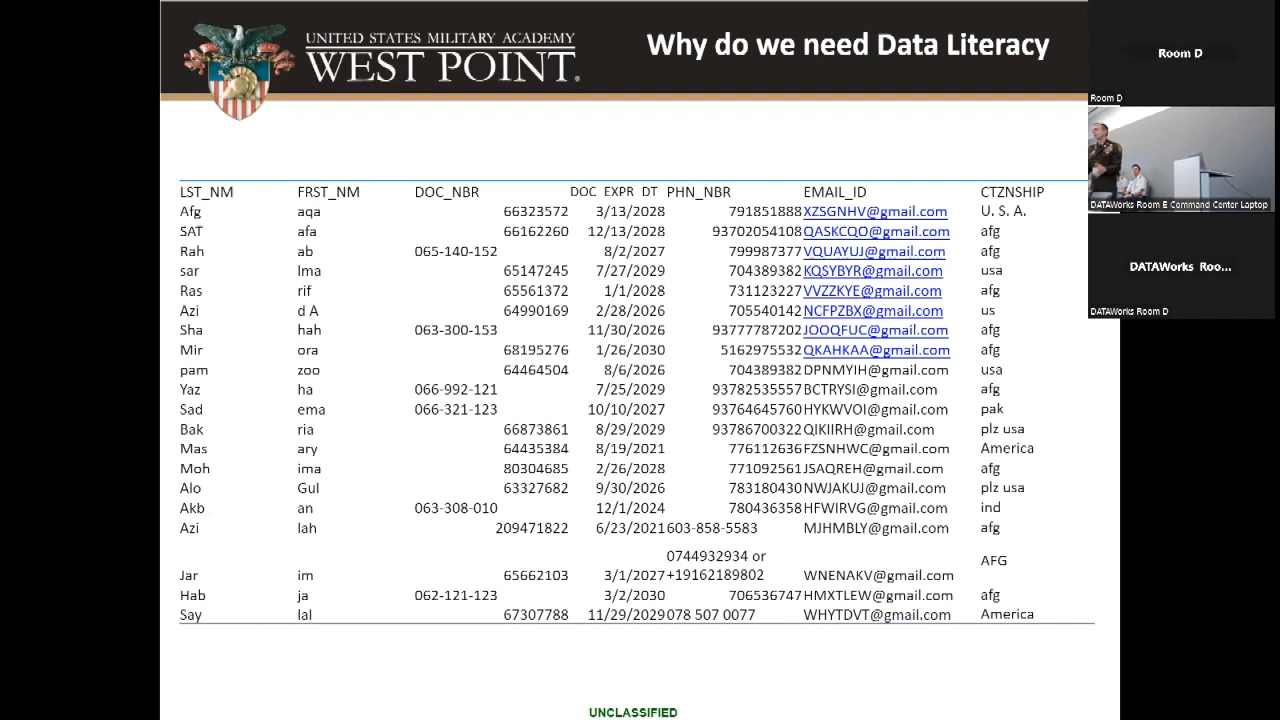 UNITED STATES MILITARY ACADEMY
WEST POINT.
Why do we need Data Literacy
Room D
Room D
DATAWorks Room E Command Center Laptop
DATAWorks Roo...
DATAWorks Room D
LST_NM FRST_NM DOC_NBR DOC_EXPR_DT PHN_NBR EMAIL_ID CTZNSHIP
Afg aqa 66323572 3/13/2028 791851888 XZSGNHV@gmail.com U. S. A.
SAT afa 66162260 12/13/2028 93702054108 QASKCQO@gmail.com afg
Rah ab 065-140-152 8/2/2027 799987377 VQUAYUJ@gmail.com afg
sar lma 65147245 7/27/2029 704389382 KQSYBYR@gmail.com usa
Ras rif 65561372 1/1/2028 731123227 VVZZKYE@gmail.com afg
Azi d A 64990169 2/28/2026 705540142 NCFPZBX@gmail.com us
Sha hah 063-300-153 11/30/2026 93777787202 JOOQFUC@gmail.com afg
Mir ora 68195276 1/26/2030 5162975532 QKAHKAA@gmail.com afg
pam zoo 64464504 8/6/2026 704389382 DPNMYIH@gmail.com usa
Yaz ha 066-992-121 7/25/2029 93782535557 BCTRYSI@gmail.com afg
Sad ema 066-321-123 10/10/2027 93764645760 HYKWVOI@gmail.com pak
Bak ria 66873861 8/29/2029 93786700322 QIKIIRH@gmail.com plz usa
Mas ary 64435384 8/19/2021 776112636 FZSNHWC@gmail.com America
Moh ima 80304685 2/26/2028 771092561 JSAQREH@gmail.com afg
Alo Gul 63327682 9/30/2026 783180430 NWJAKUJ@gmail.com plz usa
Akb an 063-308-010 12/1/2024 780436358 HFWIRVG@gmail.com ind
Azi lah 209471822 6/23/2021 603-858-5583 MJHMBLY@gmail.com afg
0744932934 or AFG
Jar im 65662103 3/1/2027 +19162189802 WNENAKV@gmail.com
Hab ja 062-121-123 3/2/2030 706536747 HMXTLEW@gmail.com afg
Say lal 67307788 11/29/2029 078 507 0077 WHYTDVT@gmail.com America
UNCLASSIFIED